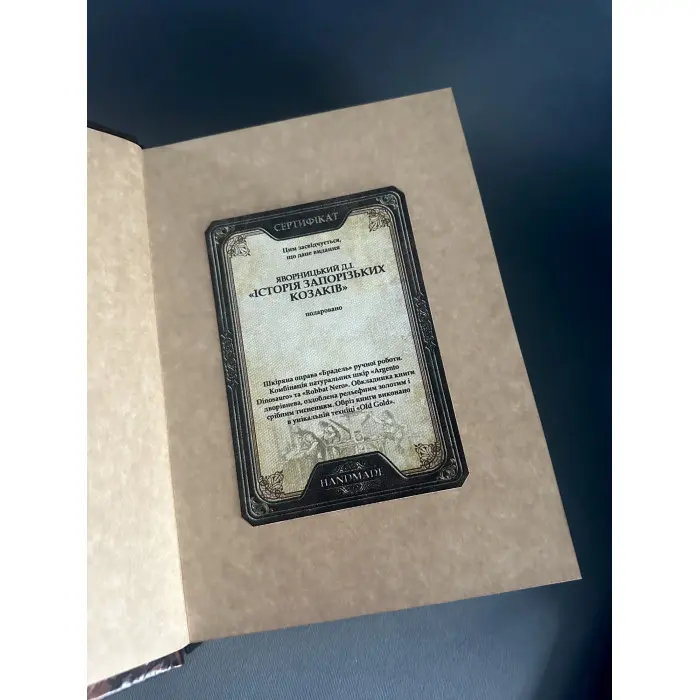 СЕРТИФІКАТ
Цим засвідчується,
що дане видання
ЯВОРНИЦЬКИЙ Д.І.
«ІСТОРІЯ ЗАПОРІЗЬКИХ
КОЗАКІВ»
подаровано
Шкіряна оправа «Брадель» ручної роботи.
Комбінація натуральних шкір «Argento
Dinosauro» та «Robbat Nero». Обкладинка книги
дворівнева, оздоблена рельєфним золотим і
срібним тисненням. Обріз книги виконано
в унікальній техніці «Old Gold».
HANDMADE